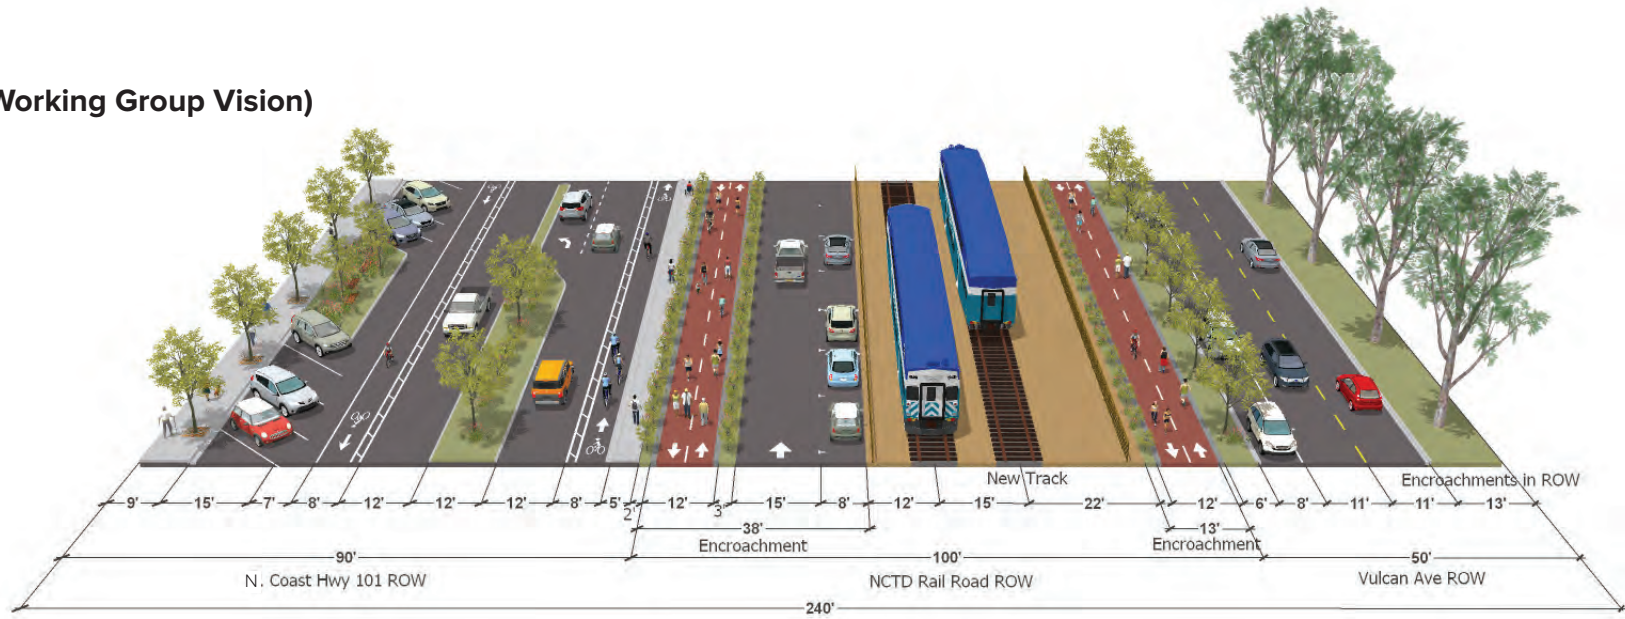 Working Group Vision)
New Track
Encroachments in ROW
9' 15' 7' 8' 12' 12' 12' 8' 5' 2' 12' 3' 15' 8' 12' 15' 22' 12' 6' 8' 11' 11' 13'
38' 13'
Encroachment Encroachment
90' 100' 50'
N. Coast Hwy 101 ROW NCTD Rail Road ROW Vulcan Ave ROW
240'